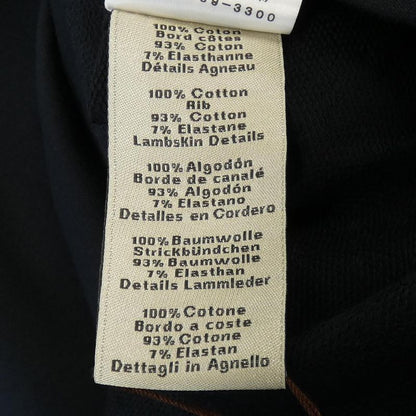 09-3300
100% Coton
Bord côtes
93% Coton
7% Elasthanne
Détails Agneau
100% Cotton
Rib
93% Cotton
7% Elastane
Lambskin Details
100% Algodón
Borde de canalé
93% Algodón
7% Elastano
Detalles en Cordero
100% Baumwolle
Strickbündchen
93% Baumwolle
7% Elasthan
Details Lammleder
100% Cotone
Bordo a coste
93% Cotone
7% Elastan
Dettagli in Agnello